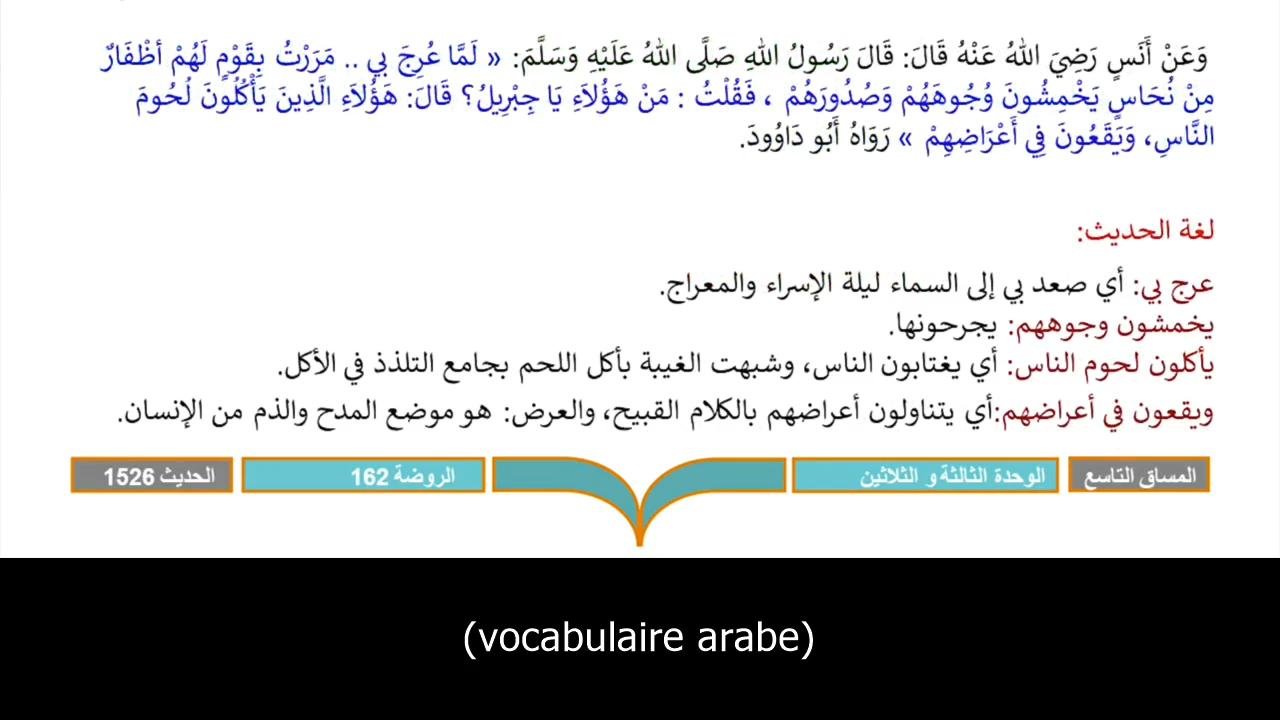 وَعَنْ أَنَسٍ رَضِيَ اللهُ عَنْهُ قَالَ: قَالَ رَسُولُ اللهِ صَلَّى اللهُ عَلَيْهِ وَسَلَّمَ: « لَمَّا عُرِجَ بي .. مَرَرْتُ بِقَوْمٍ لَهُمْ أظْفَارٌ
مِنْ نُحَاسٍ يَخْمِشُونَ وُجُوهَهُمْ وَصُدُورَهُمْ ، فَقُلْتُ : مَنْ هَؤُلاَءِ يَا جِبْرِيلُ؟ قَالَ: هَؤُلاَءِ الَّذِينَ يَأْكُلُونَ لُحُومَ
النَّاسِ، وَيَقَعُونَ فِي أَعْرَاضِهِمْ » رَوَاهُ أَبُو دَاوُودَ.
لغة الحديث:
عرج بي: أي صعد بي إلى السماء ليلة الإسراء والمعراج.
يخمشون وجوههم: يجرحونها.
يأكلون لحوم الناس: أي يغتابون الناس، وشبهت الغيبة بأكل اللحم بجامع التلذذ في الأكل.
ويقعون في أعراضهم:أي يتناولون أعراضهم بالكلام القبيح، والعرض: هو موضع المدح والذم من الإنسان.
المساق التاسع الوحدة الثالثة و الثلاثين الروضة 162 الحديث 1526
(vocabulaire arabe)